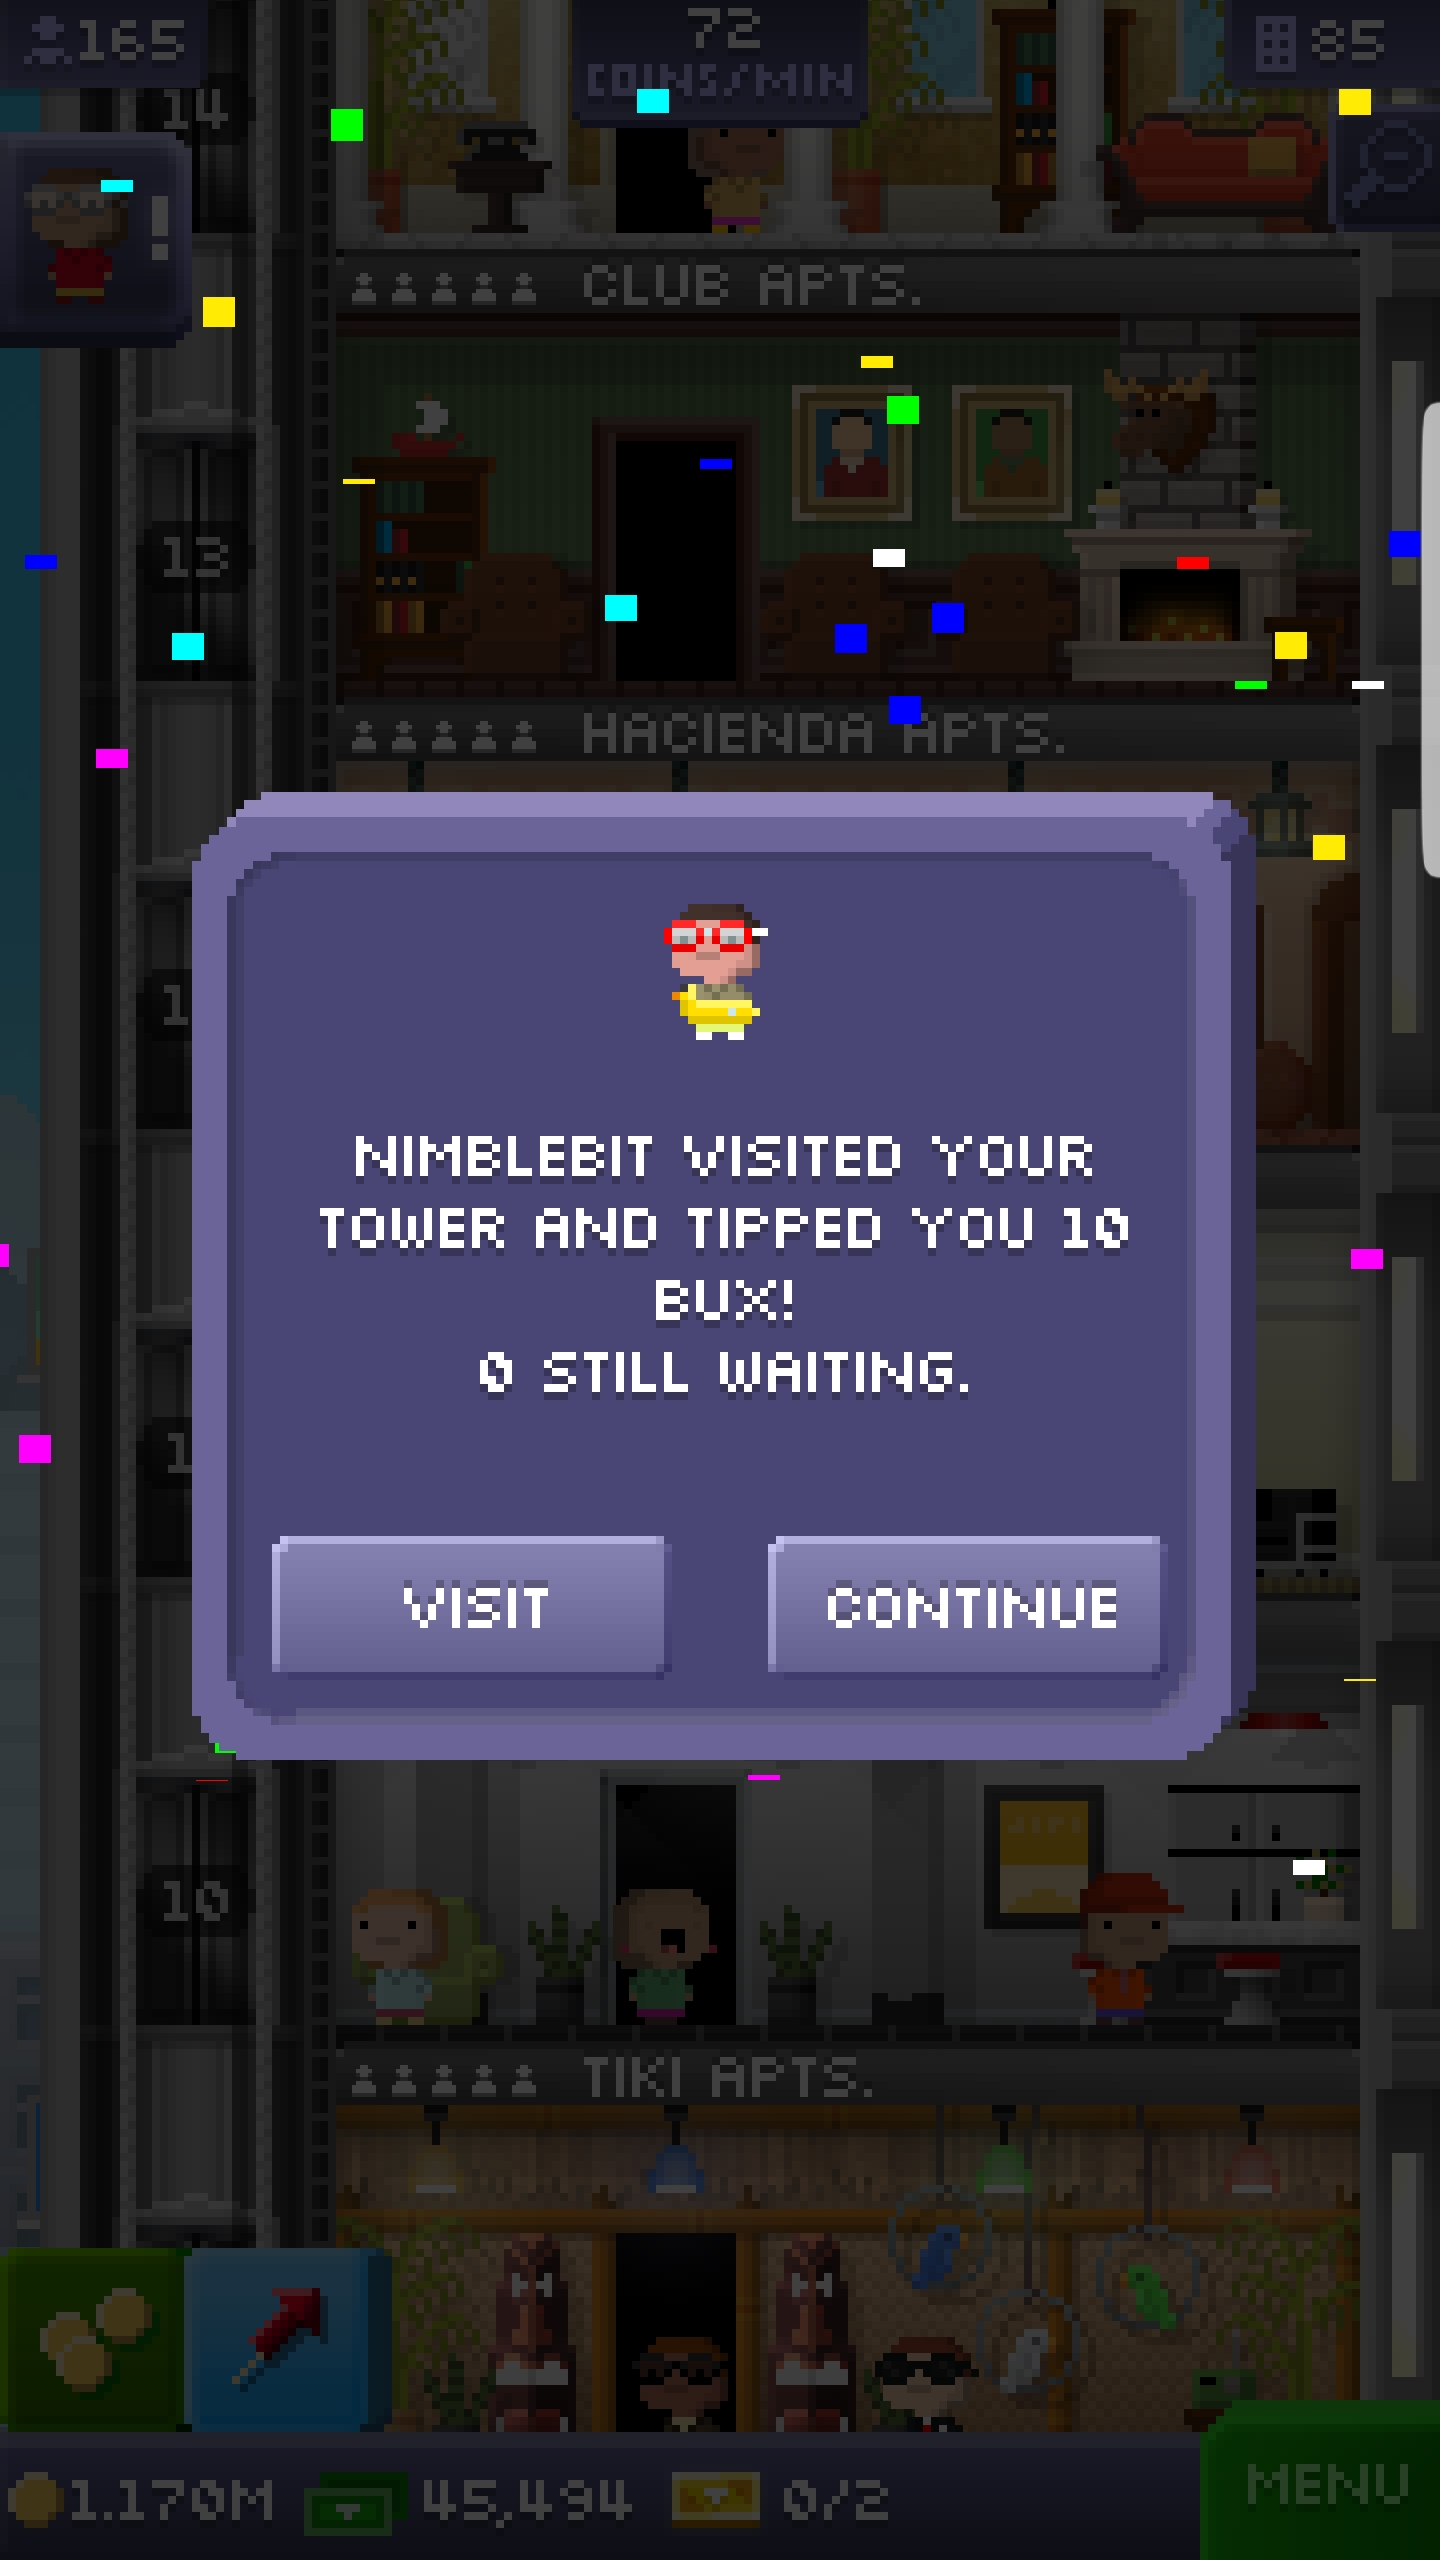 165
72
COINS/MIN
85
14
!
CLUB APTS.
13
HACIENDA APTS.
NIMBLEBIT VISITED YOUR
TOWER AND TIPPED YOU 10
BUX!
0 STILL WAITING.
VISIT
CONTINUE
10
TIKI APTS.
1.170M
45,494
0/2
MENU